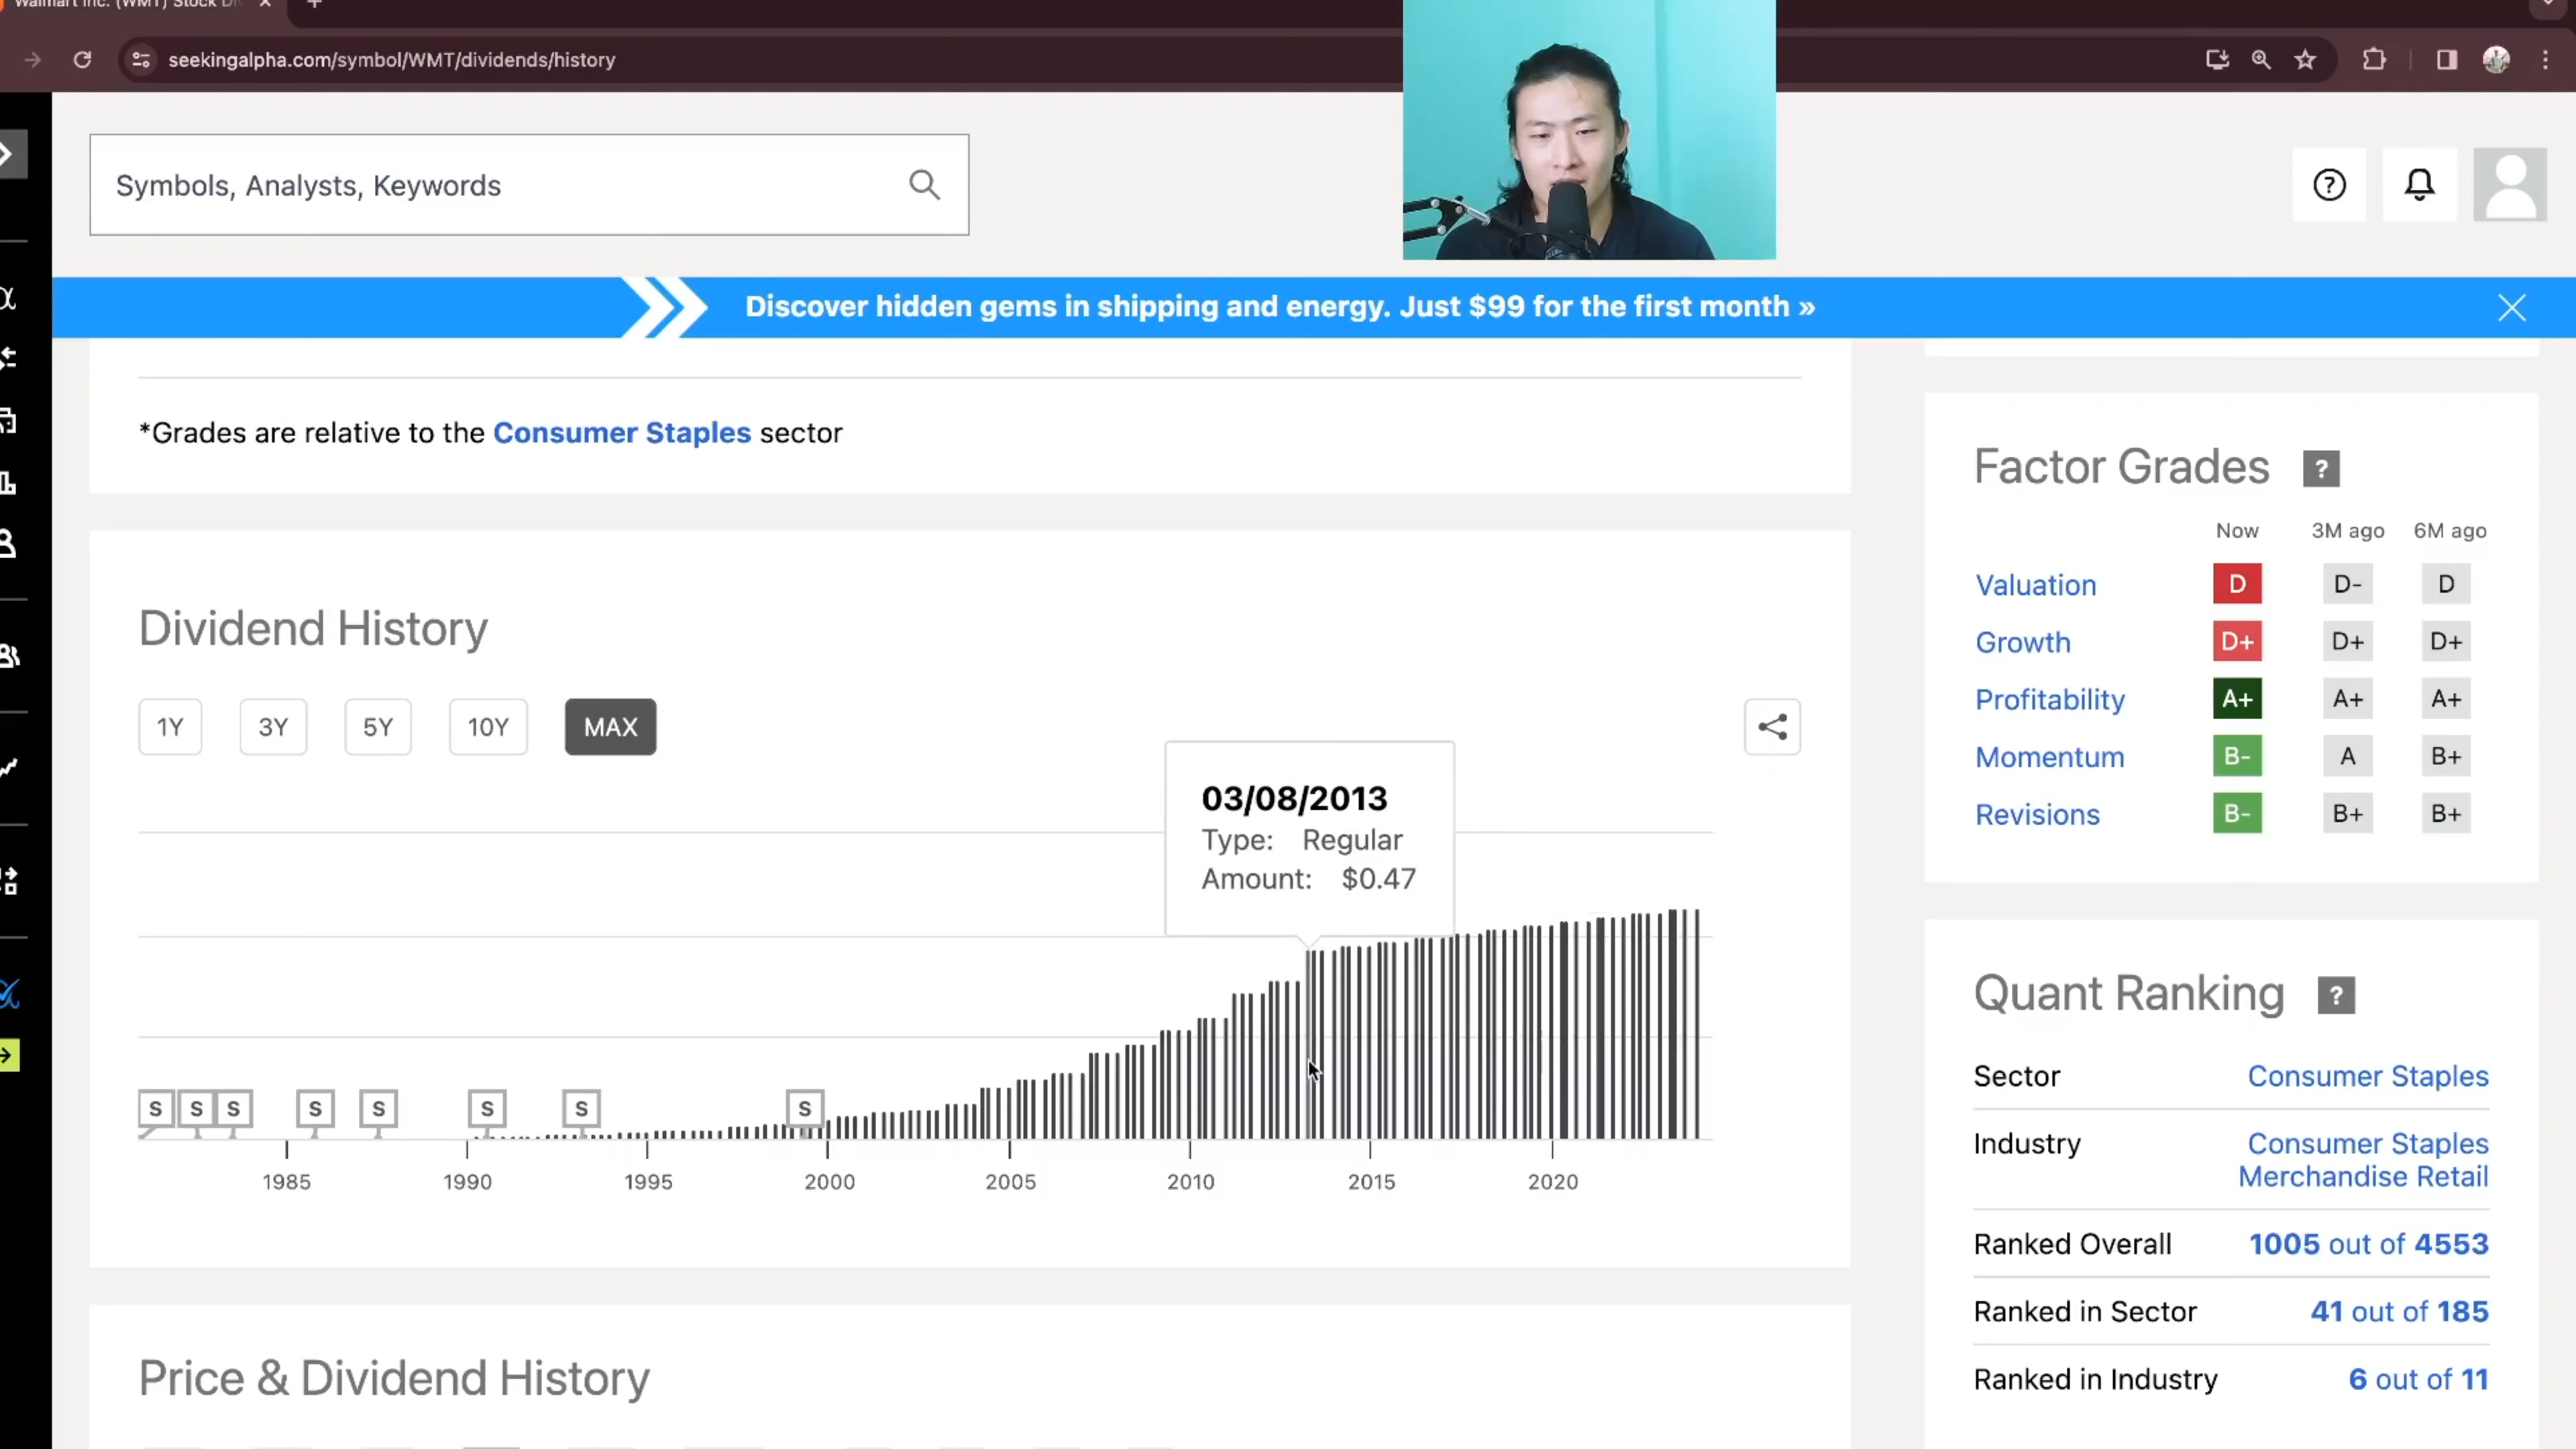 Walmart Inc. (WMT) Stock Di
seekingalpha.com/symbol/WMT/dividends/history
Symbols, Analysts, Keywords
Discover hidden gems in shipping and energy. Just $99 for the first month »
*Grades are relative to the Consumer Staples sector
Dividend History
1Y 3Y 5Y 10Y MAX
03/08/2013
Type: Regular
Amount: $0.47
S S S S S S S S
1985 1990 1995 2000 2005 2010 2015 2020
Price & Dividend History
Factor Grades ?
Now 3M ago 6M ago
Valuation D D- D
Growth D+ D+ D+
Profitability A+ A+ A+
Momentum B- A B+
Revisions B- B+ B+
Quant Ranking ?
Sector Consumer Staples
Industry Consumer Staples
Merchandise Retail
Ranked Overall 1005 out of 4553
Ranked in Sector 41 out of 185
Ranked in Industry 6 out of 11